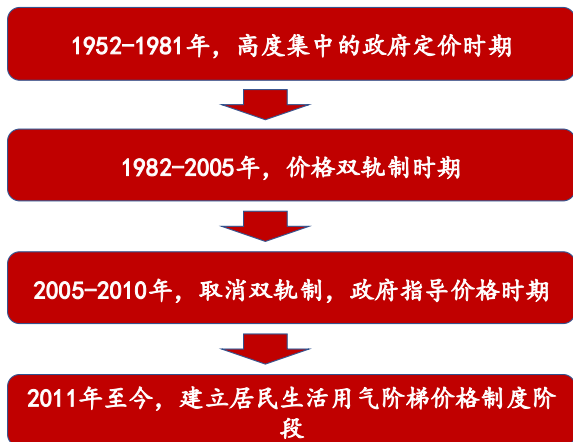 1952-1981年，高度集中的政府定价时期
1982-2005年，价格双轨制时期
2005-2010年，取消双轨制，政府指导价格时期
2011年至今，建立居民生活用气阶梯价格制度阶
段